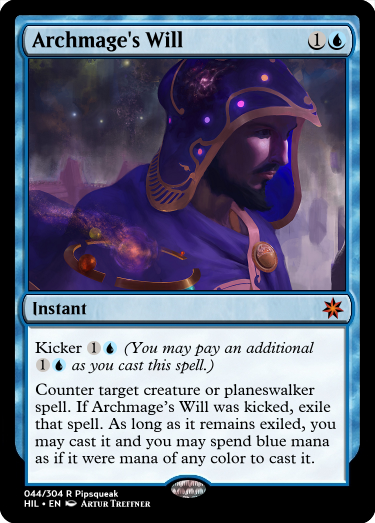 Archmage's Will 1
Instant
Kicker 1 (You may pay an additional
1 as you cast this spell.)
Counter target creature or planeswalker
spell. If Archmage's Will was kicked, exile
that spell. As long as it remains exiled, you
may cast it and you may spend blue mana
as if it were mana of any color to cast it.
044/304 R Pipsqueak
HIL • EN Artur Treffner